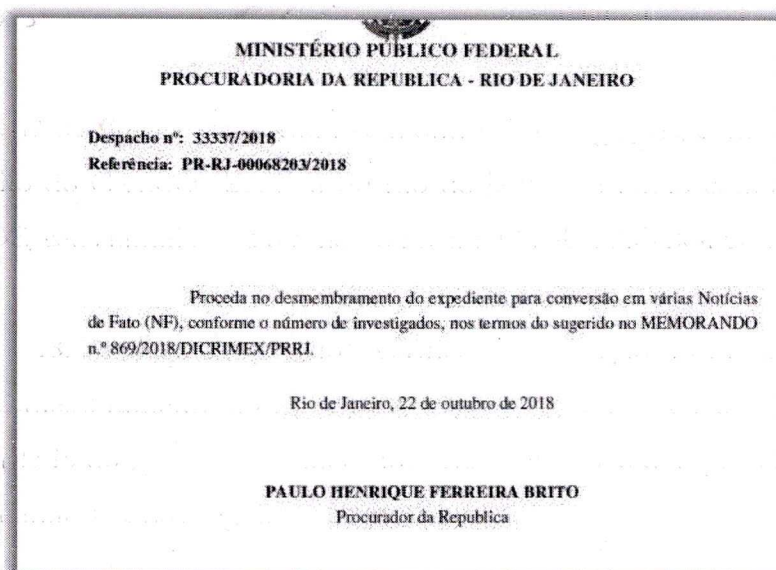 MINISTÉRIO PÚBLICO FEDERAL
PROCURADORIA DA REPUBLICA - RIO DE JANEIRO
Despacho nº: 33337/2018
Referência: PR-RJ-00068203/2018
Proceda no desmembramento do expediente para conversão em várias Notícias
de Fato (NF), conforme o número de investigados, nos termos do sugerido no MEMORANDO
n.º 869/2018/DICRIMEX/PRRJ.
Rio de Janeiro, 22 de outubro de 2018
PAULO HENRIQUE FERREIRA BRITO
Procurador da Republica